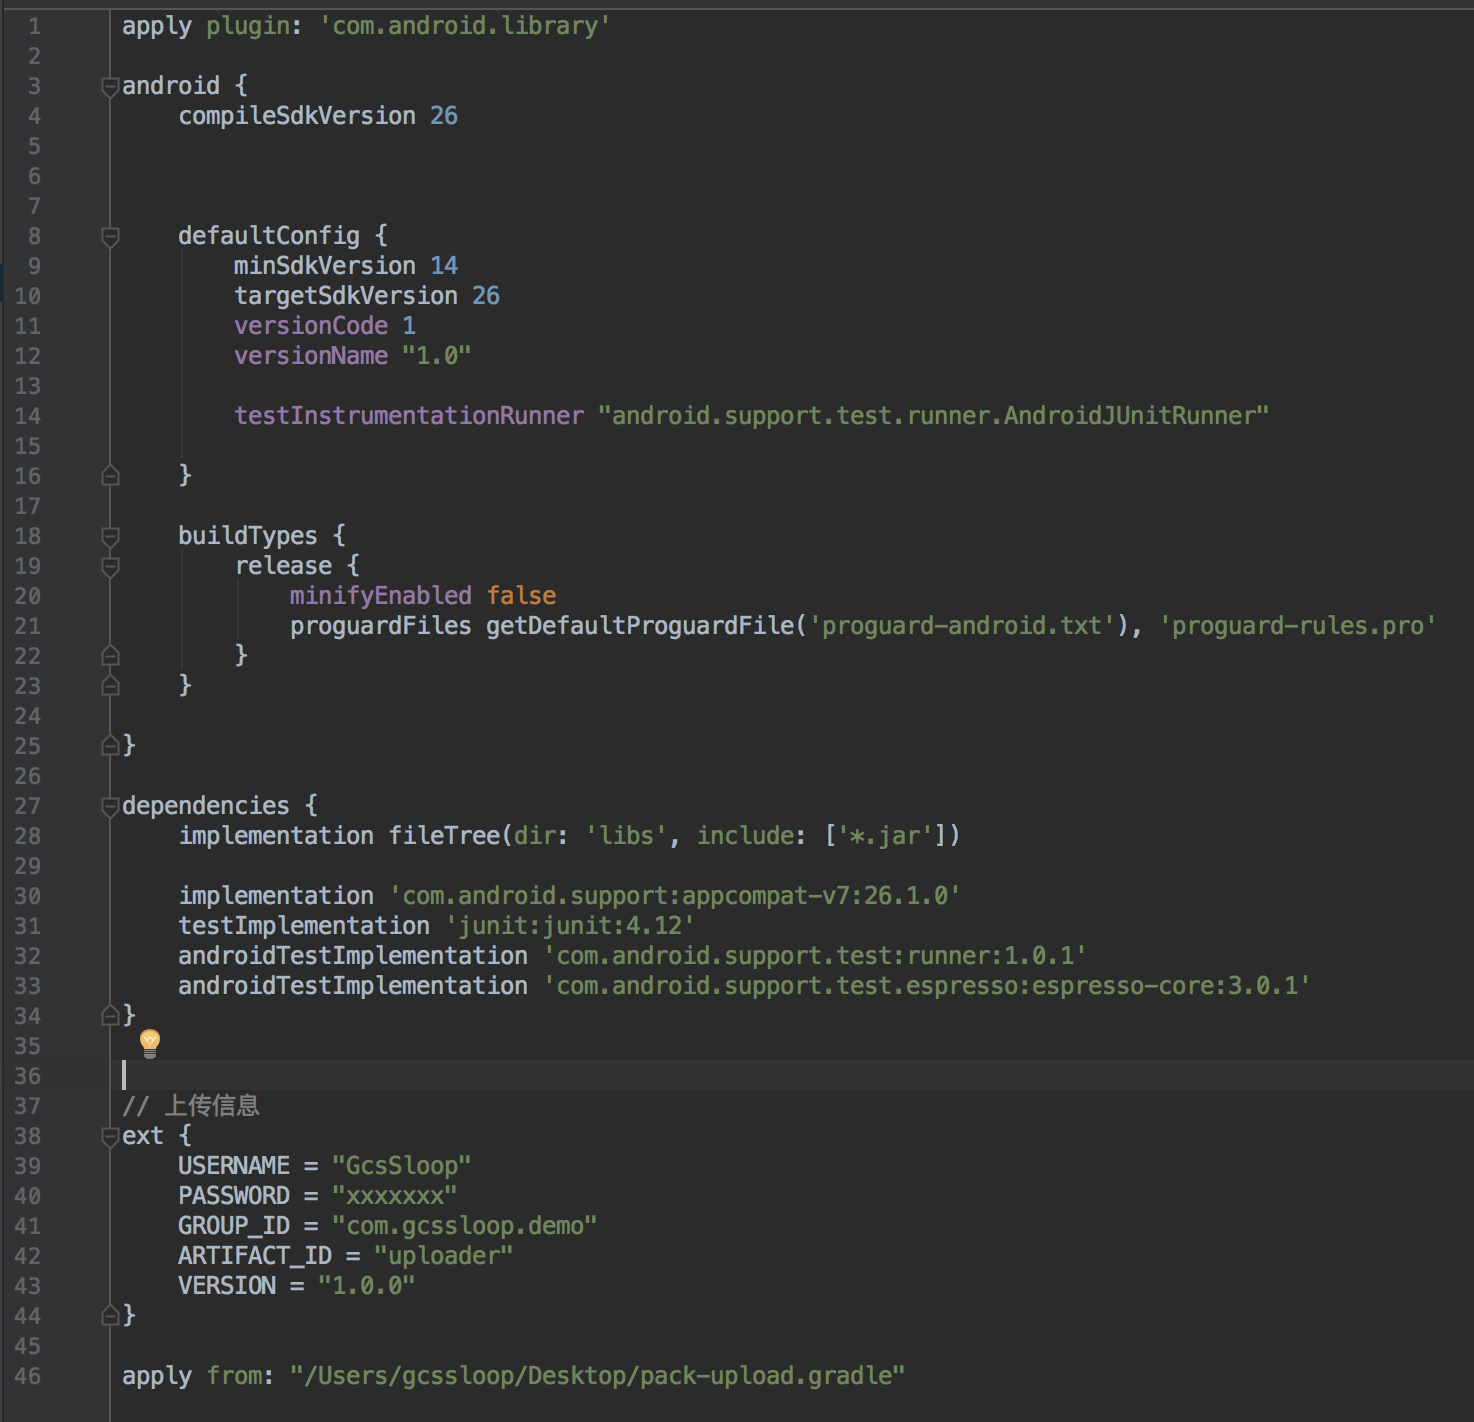 1 apply plugin: 'com.android.library'
2
3 android {
4     compileSdkVersion 26
5
6
7
8     defaultConfig {
9         minSdkVersion 14
10         targetSdkVersion 26
11         versionCode 1
12         versionName "1.0"
13
14         testInstrumentationRunner "android.support.test.runner.AndroidJUnitRunner"
15
16     }
17
18     buildTypes {
19         release {
20             minifyEnabled false
21             proguardFiles getDefaultProguardFile('proguard-android.txt'), 'proguard-rules.pro'
22         }
23     }
24
25 }
26
27 dependencies {
28     implementation fileTree(dir: 'libs', include: ['*.jar'])
29
30     implementation 'com.android.support:appcompat-v7:26.1.0'
31     testImplementation 'junit:junit:4.12'
32     androidTestImplementation 'com.android.support.test:runner:1.0.1'
33     androidTestImplementation 'com.android.support.test.espresso:espresso-core:3.0.1'
34 }
35
36
37 // 上传信息
38 ext {
39     USERNAME = "GcsSloop"
40     PASSWORD = "xxxxxxx"
41     GROUP_ID = "com.gcssloop.demo"
42     ARTIFACT_ID = "uploader"
43     VERSION = "1.0.0"
44 }
45
46 apply from: "/Users/gcssloop/Desktop/pack-upload.gradle"